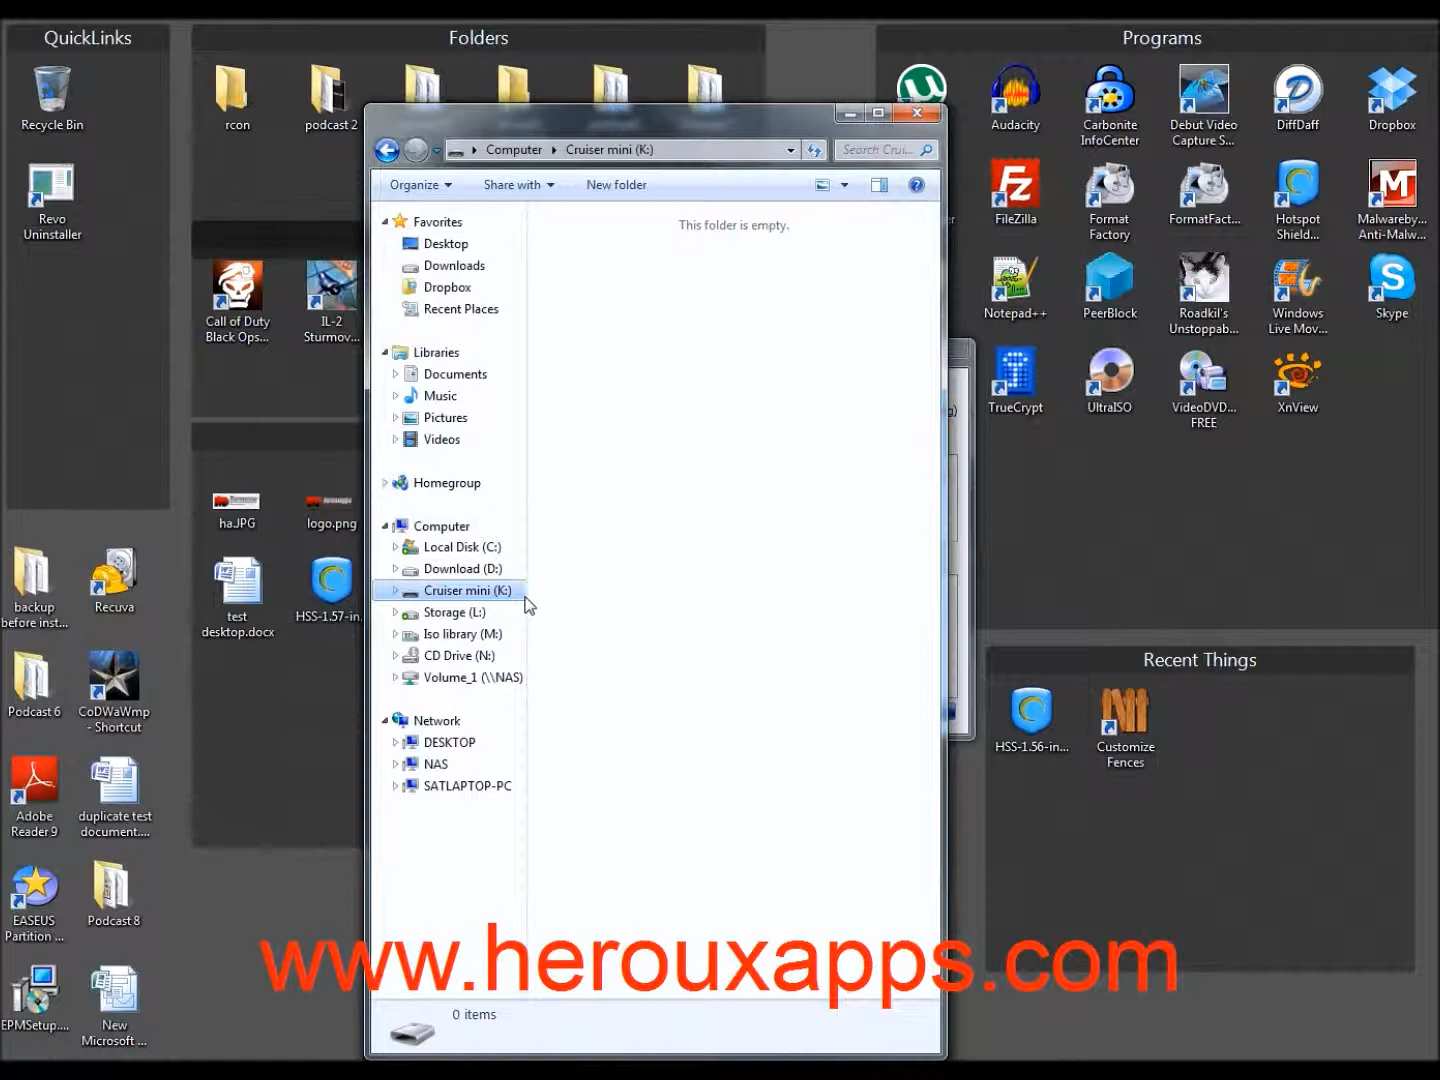 QuickLinks
Folders
Programs
Recycle Bin
rcon
podcast 2
Audacity
Carbonite
InfoCenter
Debut Video
Capture S...
DiffDaff
Dropbox
Revo
Uninstaller
Computer
Cruiser mini (K:)
Search Crui...
Organize
Share with
New folder
FileZilla
Format
Factory
FormatFact...
Hotspot
Shield...
Malwareby...
Anti-Malw...
This folder is empty.
Favorites
Desktop
Downloads
Dropbox
Recent Places
Libraries
Documents
Music
Pictures
Videos
Homegroup
Computer
Local Disk (C:)
Download (D:)
Cruiser mini (K:)
Storage (L:)
Iso library (M:)
CD Drive (N:)
Volume_1 (\\NAS)
Network
DESKTOP
NAS
SATLAPTOP-PC
Call of Duty
Black Ops...
IL-2
Sturmov...
Notepad++
PeerBlock
Roadkil's
Unstoppab...
Windows
Live Mov...
Skype
TrueCrypt
UltraISO
VideoDVD...
FREE
XnView
ha.JPG
logo.png
test
desktop.docx
HSS-1.57-in...
backup
before inst...
Recuva
Podcast 6
CoDWaWmp
- Shortcut
Adobe
Reader 9
duplicate test
document....
EASEUS
Partition ...
Podcast 8
EPMSetup....
New
Microsoft ...
Recent Things
HSS-1.56-in...
Customize
Fences
www.herouxapps.com
0 items